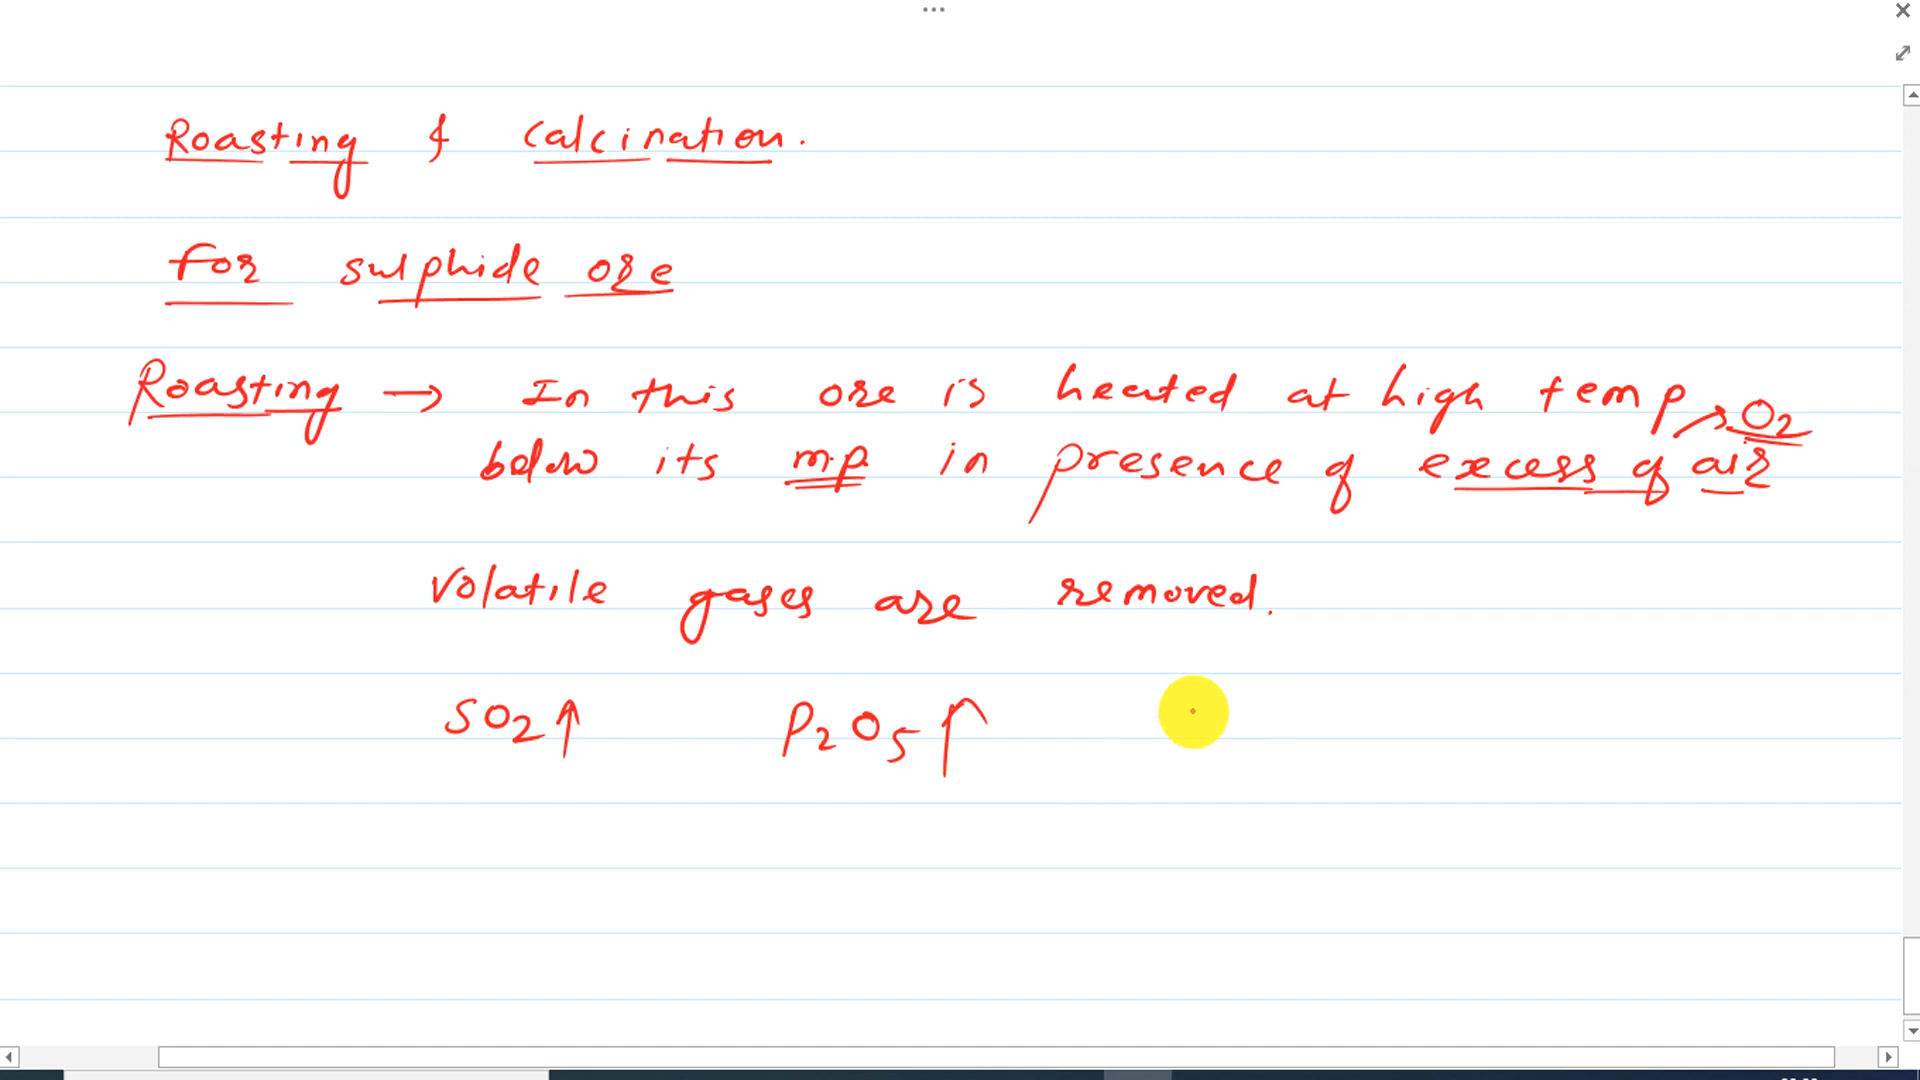 Roasting & Calcination.
For sulphide ore
Roasting → In this ore is heated at high temp
below its m.p. in presence of excess of air → O2
Volatile gases are removed.
SO2↑ P2O5↑